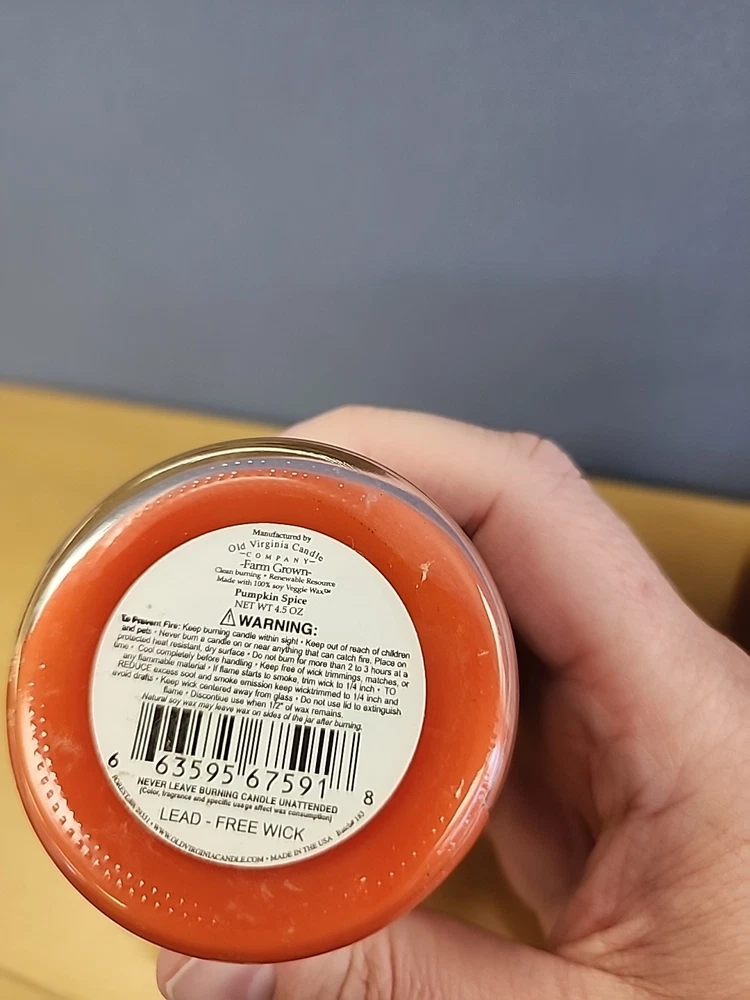 Manufactured by
Old Virginia Candle
—COMPANY—
-Farm Grown-
Clean burning • Renewable Resource
Made with 100% soy Veggie Wax™
Pumpkin Spice
NET WT 4.5 OZ
⚠WARNING:
To Prevent Fire: Keep burning candle within sight • Keep out of reach of children
and pets • Never burn a candle on or near anything that can catch fire. Place on
protected heat resistant, dry surface • Do not burn for more than 2 to 3 hours at a
time • Cool completely before handling • Keep free of wick trimmings, matches, or
any flammable material • If flame starts to smoke, trim wick to 1/4 inch • TO
REDUCE excess soot and smoke emission keep wicktrimmed to 1/4 inch and
avoid drafts • Keep wick centered away from glass • Do not use lid to extinguish
flame • Discontiue use when 1/2" of wax remains.
Natural soy wax may leave wax on sides of the jar after burning.
6 63595 67591 8
NEVER LEAVE BURNING CANDLE UNATTENDED
(Color, fragrance and specific usage affect wax consumption)
LEAD - FREE WICK
24551 • WWW.OLDVIRGINIACANDLE.COM • MADE IN THE USA